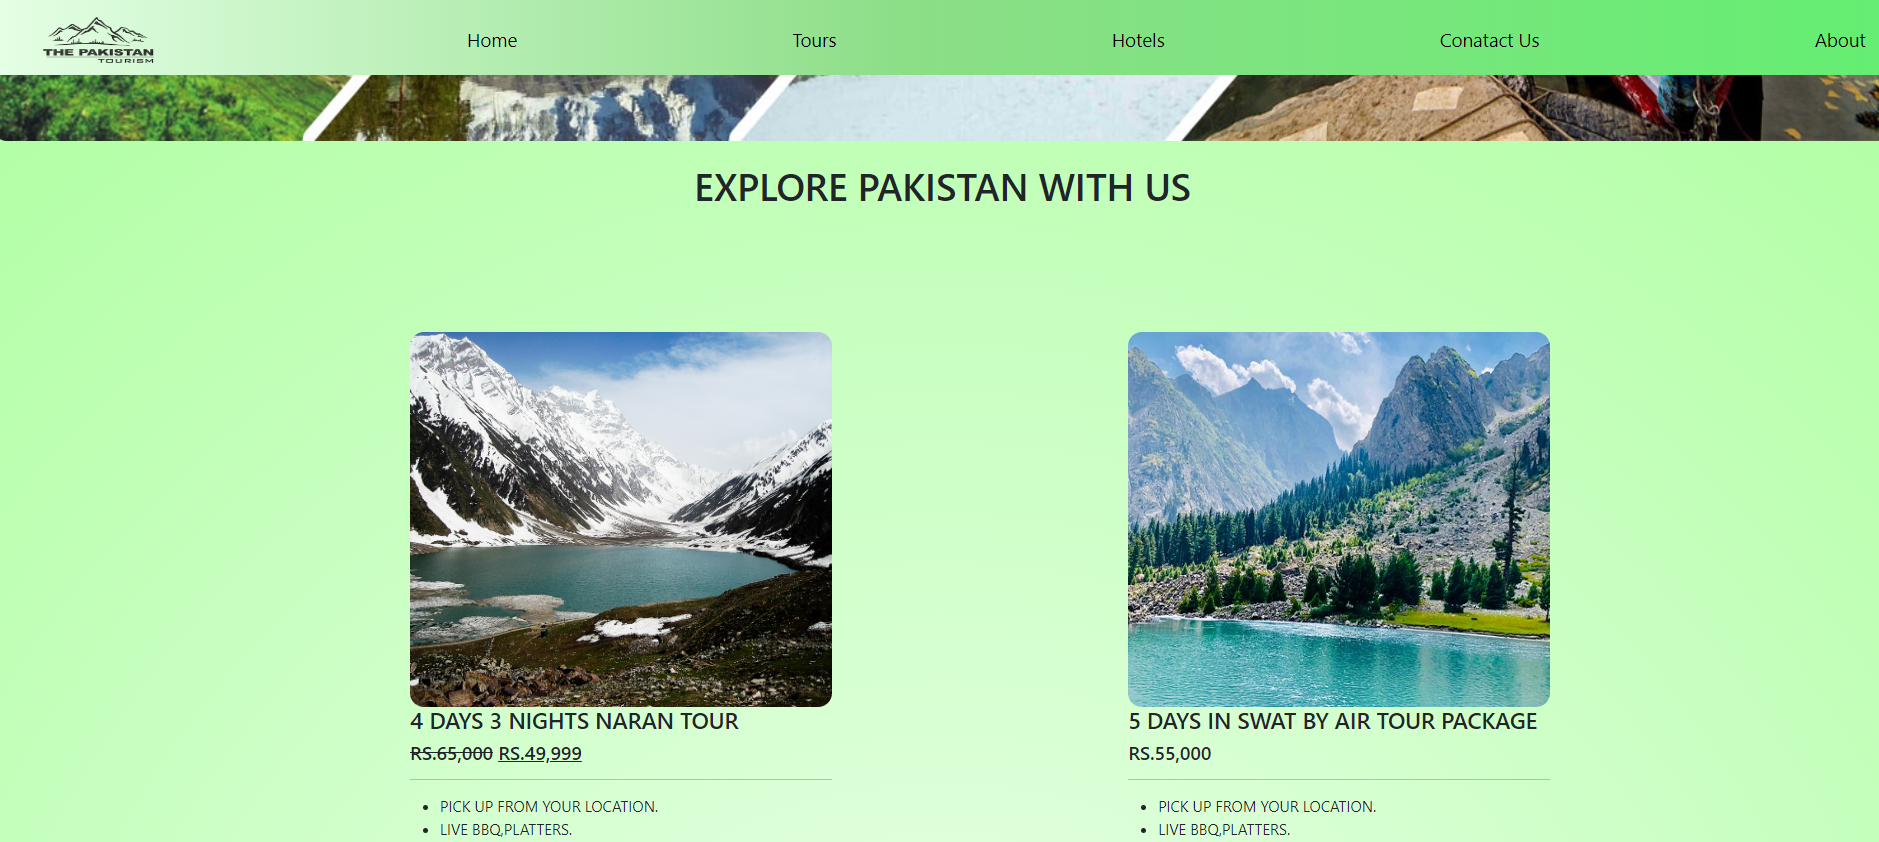 THE PAKISTAN
TOURISM
Home Tours Hotels Conatact Us About
EXPLORE PAKISTAN WITH US
4 DAYS 3 NIGHTS NARAN TOUR
RS.65,000 RS.49,999
PICK UP FROM YOUR LOCATION.
LIVE BBQ,PLATTERS.
5 DAYS IN SWAT BY AIR TOUR PACKAGE
RS.55,000
PICK UP FROM YOUR LOCATION.
LIVE BBQ,PLATTERS.